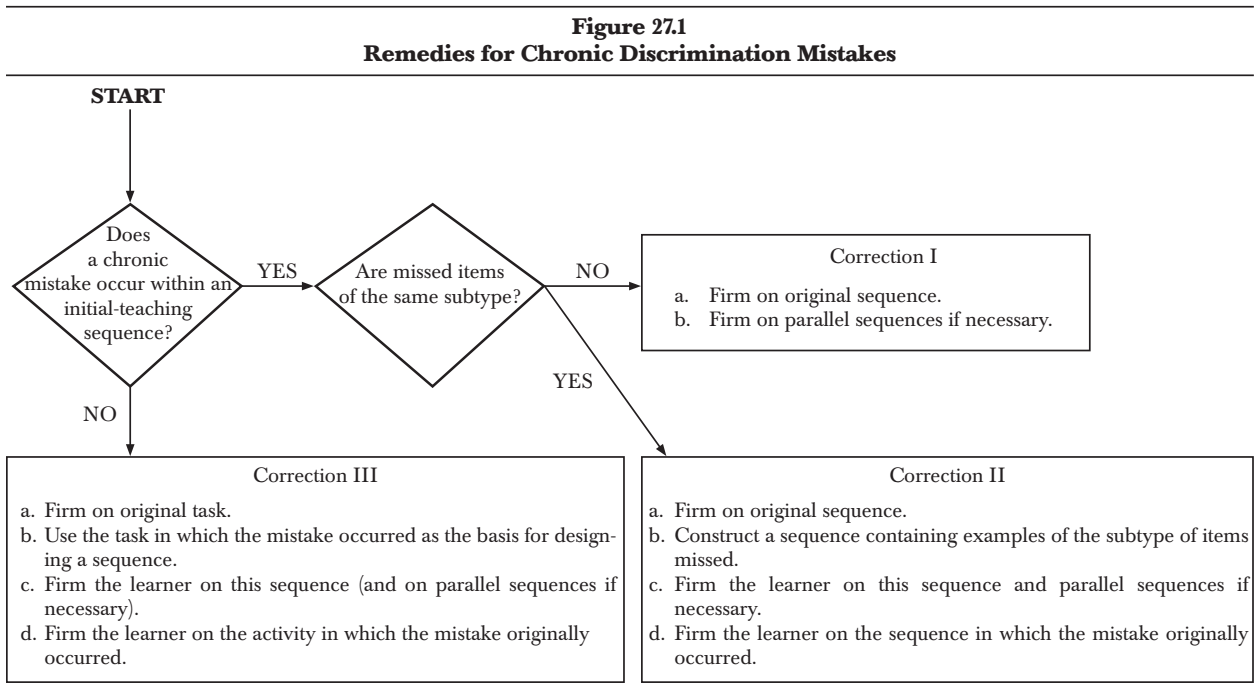 Figure 27.1
Remedies for Chronic Discrimination Mistakes
START
Does
a chronic
mistake occur within an
initial-teaching
sequence?
YES
Are missed items
of the same subtype?
NO
Correction I
a. Firm on original sequence.
b. Firm on parallel sequences if necessary.
YES
NO
Correction III
a. Firm on original task.
b. Use the task in which the mistake occurred as the basis for design-
ing a sequence.
c. Firm the learner on this sequence (and on parallel sequences if
necessary).
d. Firm the learner on the activity in which the mistake originally
occurred.
Correction II
a. Firm on original sequence.
b. Construct a sequence containing examples of the subtype of items
missed.
c. Firm the learner on this sequence and parallel sequences if
necessary.
d. Firm the learner on the sequence in which the mistake originally
occurred.